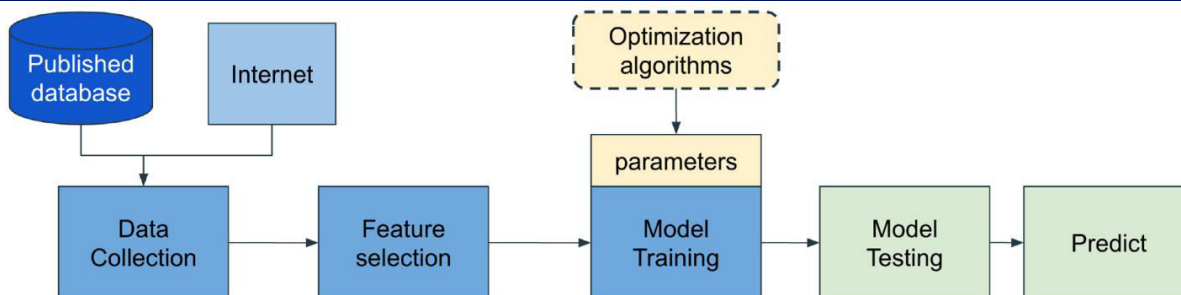 Published
database
Internet
Optimization
algorithms
parameters
Data
Collection
Feature
selection
Model
Training
Model
Testing
Predict